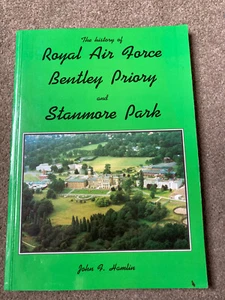 The history of
Royal Air Force
Bentley Priory
and
Stanmore Park
John F. Hamlin